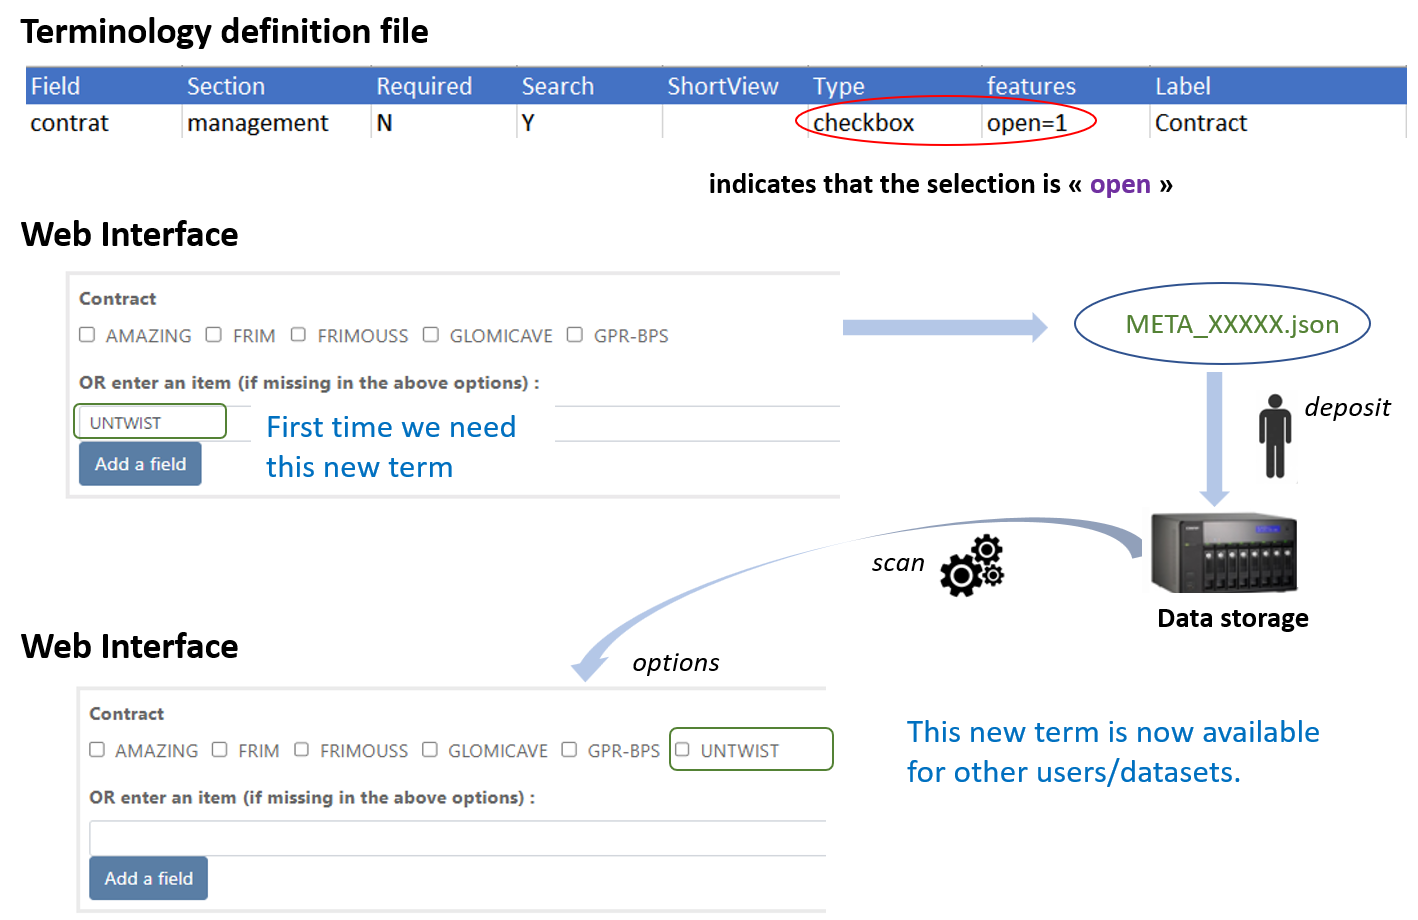 Terminology definition file
Field Section Required Search ShortView Type features Label
contrat management N Y checkbox open=1 Contract
indicates that the selection is « open »
Web Interface
Contract
AMAZING FRIM FRIMOUSS GLOMICAVE GPR-BPS
META_XXXXX.json
OR enter an item (if missing in the above options) :
deposit
UNTWIST
First time we need
this new term
Add a field
scan
Data storage
Web Interface
options
Contract
AMAZING FRIM FRIMOUSS GLOMICAVE GPR-BPS UNTWIST
This new term is now available
for other users/datasets.
OR enter an item (if missing in the above options) :
Add a field